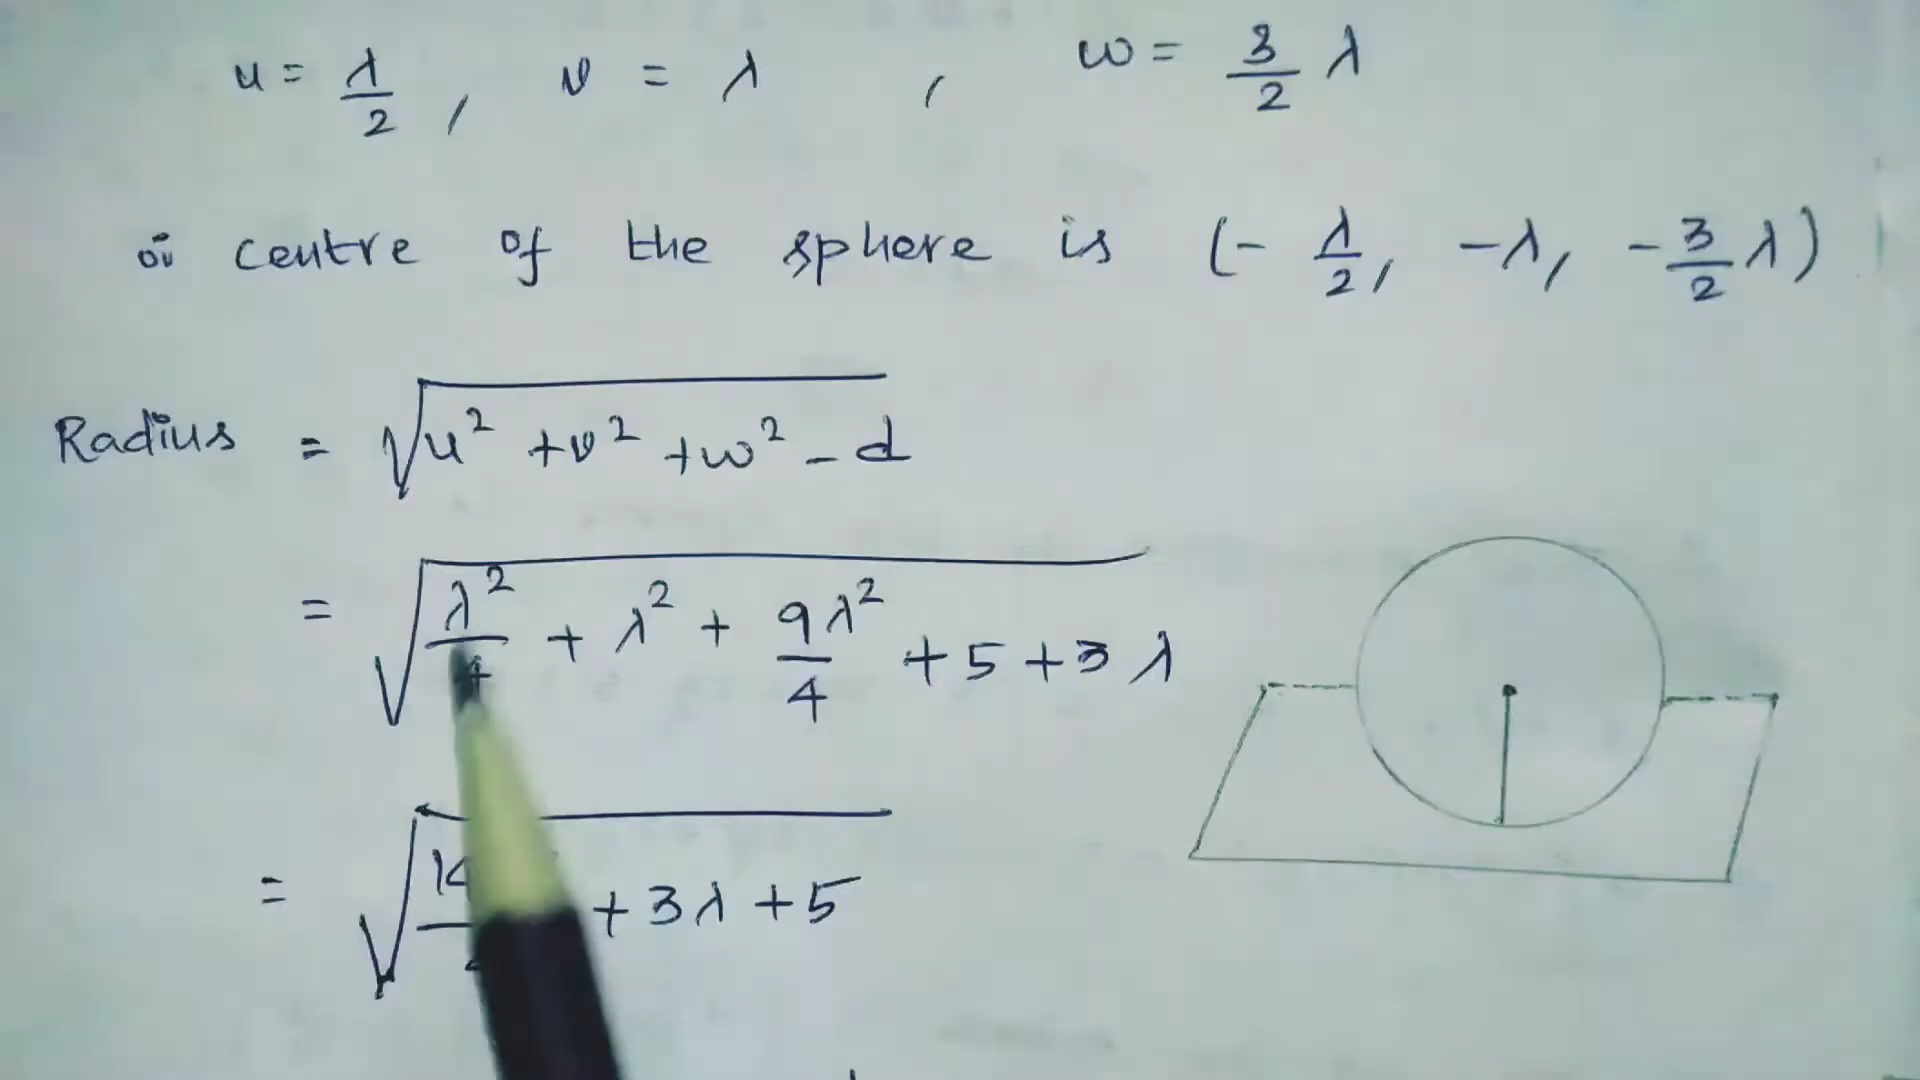 u = λ/2 , v = λ , w = 3/2 λ
∴ centre of the sphere is (- λ/2, -λ, -3/2 λ)
Radius = √(u² + v² + w² - d)
= √(λ²/4 + λ² + 9λ²/4 + 5 + 3λ)
= √(14 + 3λ + 5)